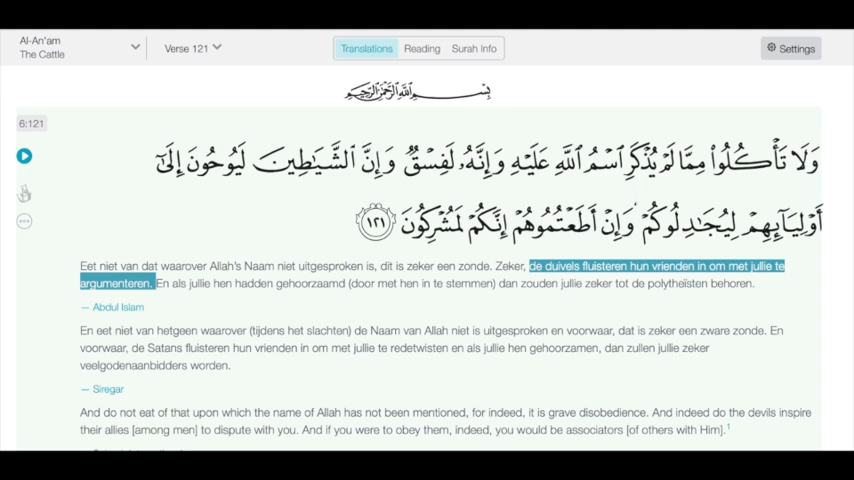 Al-An'am
The Cattle
Verse 121
Translations Reading Surah Info
Settings
بِسْمِ اللَّهِ الرَّحْمَٰنِ الرَّحِيمِ
6:121
وَلَا تَأْكُلُوا۟ مِمَّا لَمْ يُذْكَرِ ٱسْمُ ٱللَّهِ عَلَيْهِ وَإِنَّهُۥ لَفِسْقٌ ۗ وَإِنَّ ٱلشَّيَـٰطِينَ لَيُوحُونَ إِلَىٰٓ
أَوْلِيَآئِهِمْ لِيُجَـٰدِلُوكُمْ ۖ وَإِنْ أَطَعْتُمُوهُمْ إِنَّكُمْ لَمُشْرِكُونَ ١٢١
Eet niet van dat waarover Allah's Naam niet uitgesproken is, dit is zeker een zonde. Zeker, de duivels fluisteren hun vrienden in om met jullie te
argumenteren. En als jullie hen hadden gehoorzaamd (door met hen in te stemmen) dan zouden jullie zeker tot de polytheïsten behoren.
— Abdul Islam
En eet niet van hetgeen waarover (tijdens het slachten) de Naam van Allah niet is uitgesproken en voorwaar, dat is zeker een zware zonde. En
voorwaar, de Satans fluisteren hun vrienden in om met jullie te redetwisten en als jullie hen gehoorzamen, dan zullen jullie zeker
veelgodenaanbidders worden.
— Siregar
And do not eat of that upon which the name of Allah has not been mentioned, for indeed, it is grave disobedience. And indeed do the devils inspire
their allies [among men] to dispute with you. And if you were to obey them, indeed, you would be associators [of others with Him].1